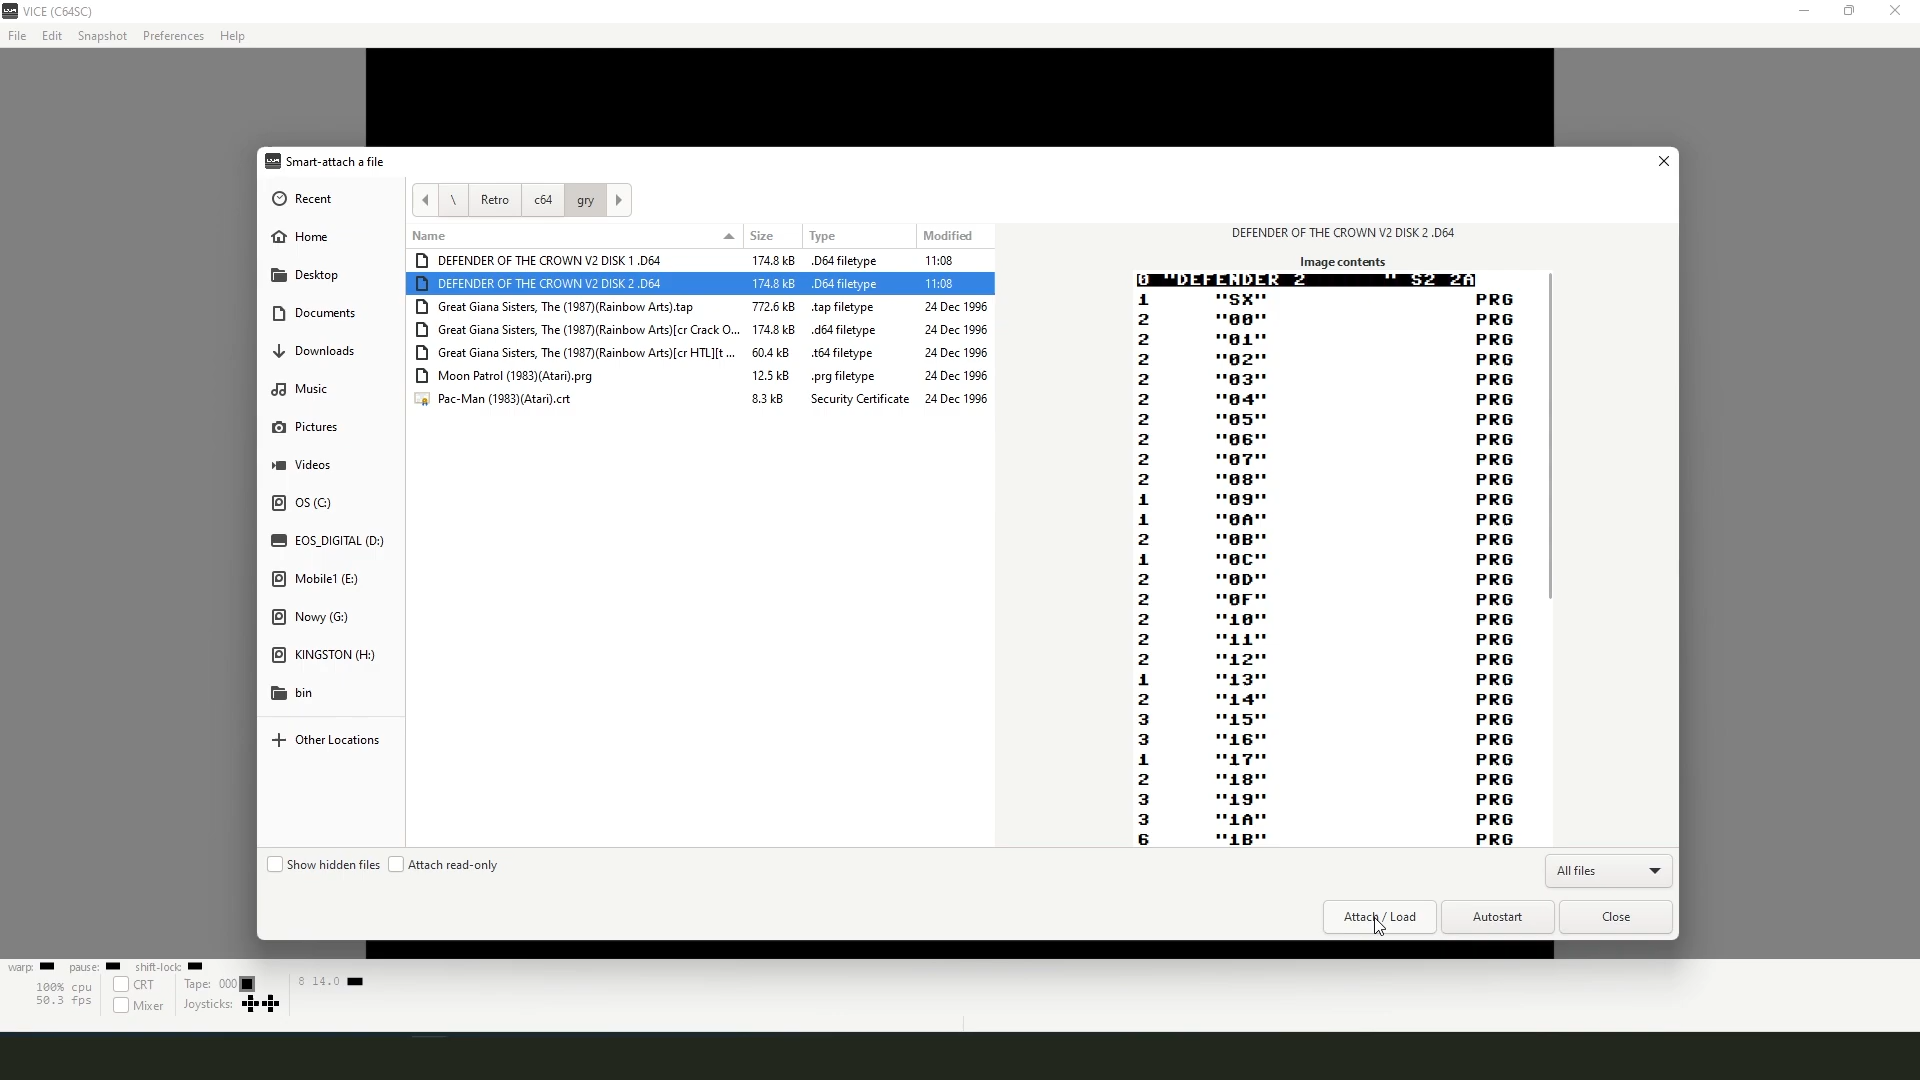 VICE (C64SC)
File Edit Snapshot Preferences Help
Smart-attach a file
Recent
Home
Desktop
Documents
Downloads
Music
Pictures
Videos
OS (C:)
EOS_DIGITAL (D:)
Mobile1 (E:)
Nowy (G:)
KINGSTON (H:)
bin
Other Locations
\ Retro c64 gry
Name Size Type Modified
DEFENDER OF THE CROWN V2 DISK 1 .D64 174.8 kB .D64 filetype 11:08
DEFENDER OF THE CROWN V2 DISK 2 .D64 174.8 kB .D64 filetype 11:08
Great Giana Sisters, The (1987)(Rainbow Arts).tap 772.6 kB .tap filetype 24 Dec 1996
Great Giana Sisters, The (1987)(Rainbow Arts)[cr Crack O... 174.8 kB .d64 filetype 24 Dec 1996
Great Giana Sisters, The (1987)(Rainbow Arts)[cr HTL][t ... 60.4 kB .t64 filetype 24 Dec 1996
Moon Patrol (1983)(Atari).prg 12.5 kB .prg filetype 24 Dec 1996
Pac-Man (1983)(Atari).crt 8.3 kB Security Certificate 24 Dec 1996
DEFENDER OF THE CROWN V2 DISK 2 .D64
Image contents
0 "DEFENDER 2 " S2 2A
1 "SX" PRG
2 "00" PRG
2 "01" PRG
2 "02" PRG
2 "03" PRG
2 "04" PRG
2 "05" PRG
2 "06" PRG
2 "07" PRG
2 "08" PRG
1 "09" PRG
1 "0A" PRG
2 "0B" PRG
1 "0C" PRG
2 "0D" PRG
2 "0F" PRG
2 "10" PRG
2 "11" PRG
2 "12" PRG
1 "13" PRG
2 "14" PRG
3 "15" PRG
3 "16" PRG
1 "17" PRG
2 "18" PRG
3 "19" PRG
3 "1A" PRG
6 "1B" PRG
Show hidden files Attach read-only
All files
Attach / Load Autostart Close
warp: pause: shift-lock:
100% cpu CRT Tape: 000 8 14.0
50.3 fps Mixer Joysticks: